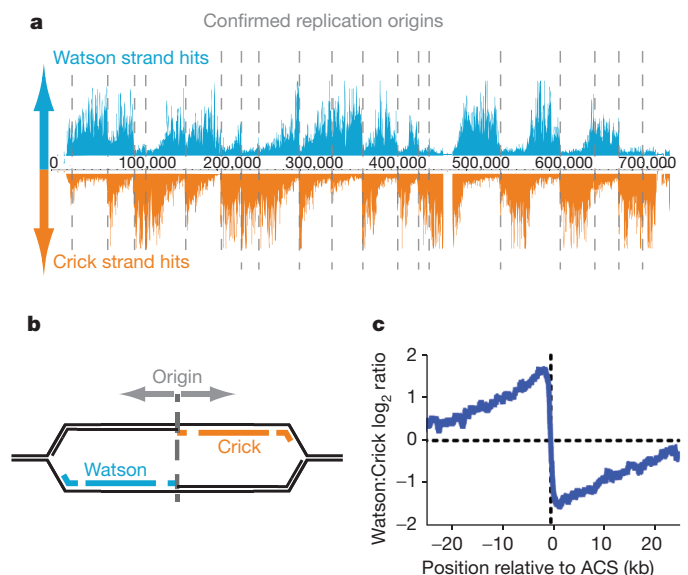 a
Confirmed replication origins
Watson strand hits
0 100,000 200,000 300,000 400,000 500,000 600,000 700,000
Crick strand hits
b
Origin
Crick
Watson
c
Watson:Crick log2 ratio
2
1
0
−1
−2
−20 −10 0 10 20
Position relative to ACS (kb)